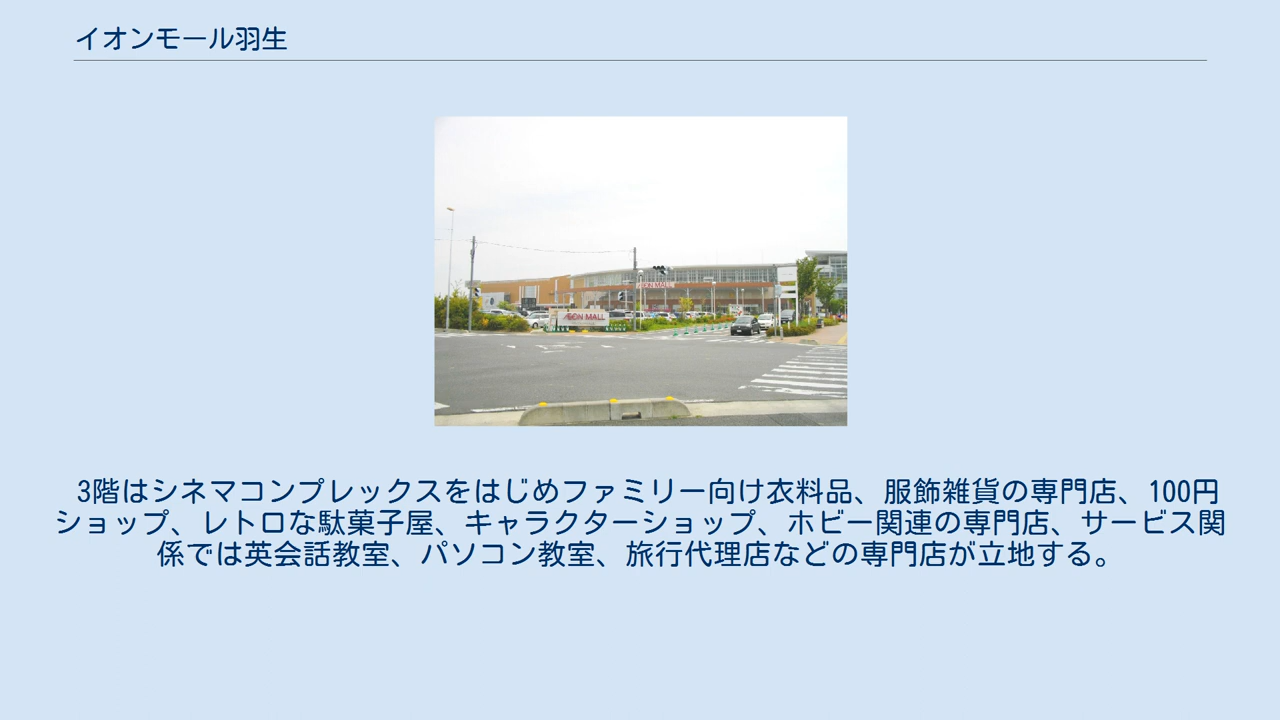 イオンモール羽生
AEON MALL
AEON MALL
3階はシネマコンプレックスをはじめファミリー向け衣料品、服飾雑貨の専門店、100円
ショップ、レトロな駄菓子屋、キャラクターショップ、ホビー関連の専門店、サービス関
係では英会話教室、パソコン教室、旅行代理店などの専門店が立地する。